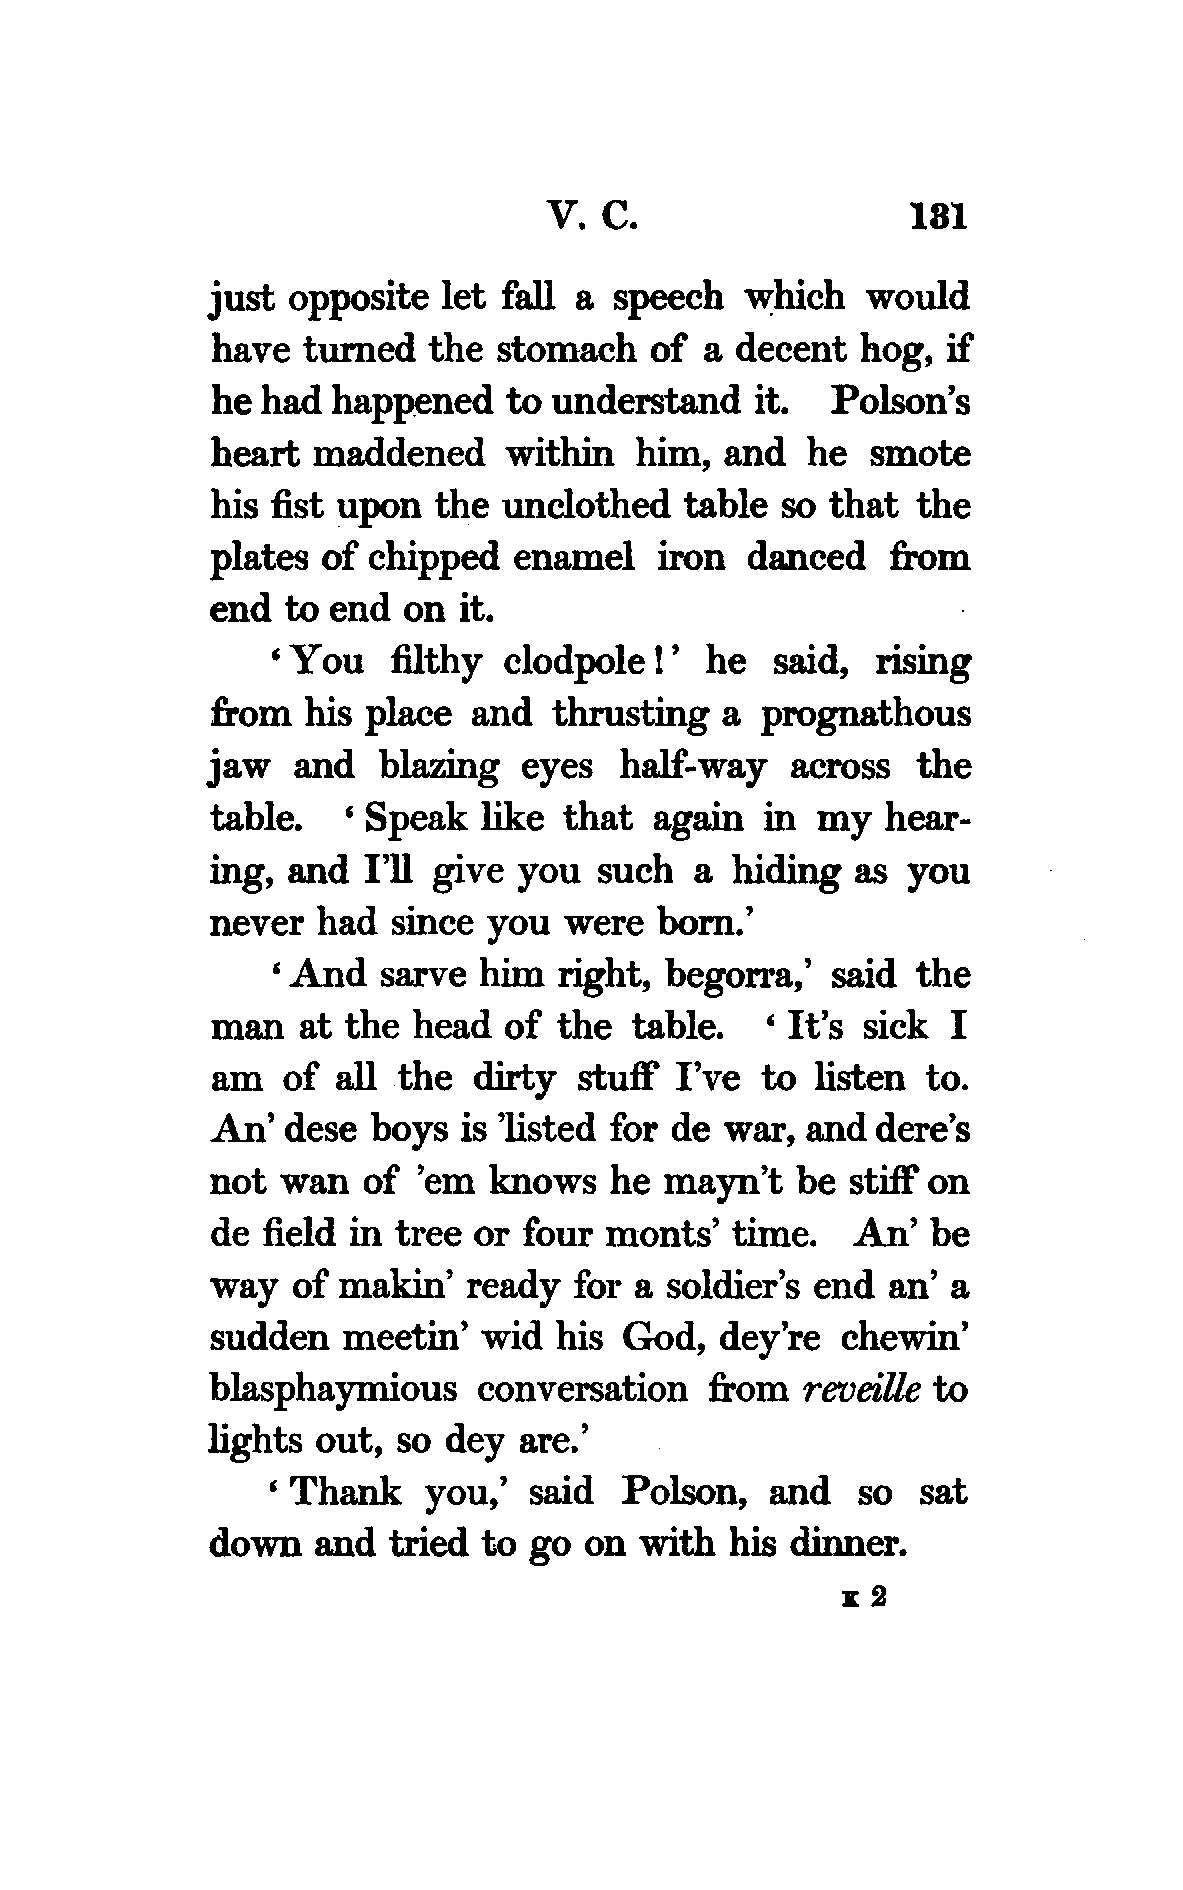 V. C. 131
just opposite let fall a speech which would
have turned the stomach of a decent hog, if
he had happened to understand it. Polson's
heart maddened within him, and he smote
his fist upon the unclothed table so that the
plates of chipped enamel iron danced from
end to end on it.
‘You filthy clodpole!’ he said, rising
from his place and thrusting a prognathous
jaw and blazing eyes half-way across the
table. ‘Speak like that again in my hear-
ing, and I’ll give you such a hiding as you
never had since you were born.’
‘And sarve him right, begorra,’ said the
man at the head of the table. ‘It’s sick I
am of all the dirty stuff I’ve to listen to.
An’ dese boys is ’listed for de war, and dere’s
not wan of ’em knows he mayn’t be stiff on
de field in tree or four monts’ time. An’ be
way of makin’ ready for a soldier’s end an’ a
sudden meetin’ wid his God, dey’re chewin’
blasphaymious conversation from reveille to
lights out, so dey are.’
‘Thank you,’ said Polson, and so sat
down and tried to go on with his dinner.
K 2